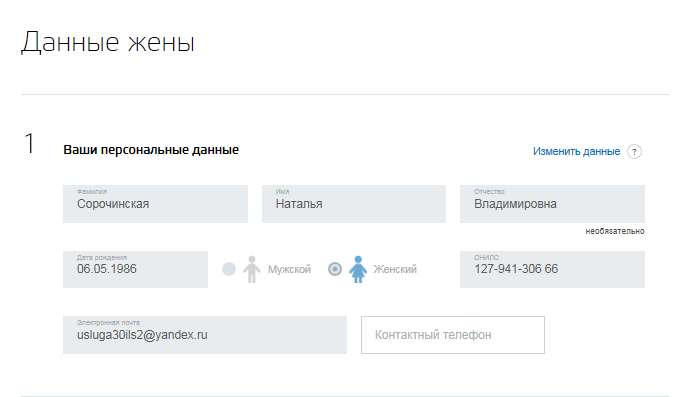 Данные жены
1 Ваши персональные данные Изменить данные ?
Фамилия Имя Отчество
Сорочинская Наталья Владимировна
необязательно
Дата рождения СНИЛС
06.05.1986 Мужской Женский 127-941-306 66
Электронная почта
usluga30ils2@yandex.ru Контактный телефон